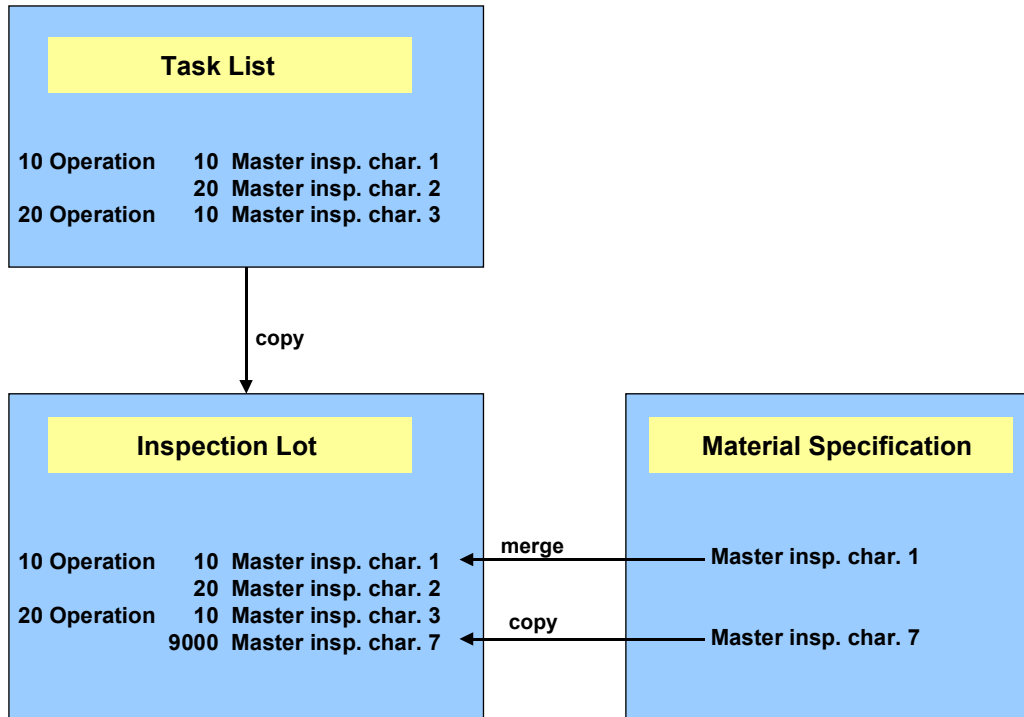 Task List
10 Operation 10 Master insp. char. 1
20 Master insp. char. 2
20 Operation 10 Master insp. char. 3
copy
Inspection Lot
10 Operation 10 Master insp. char. 1
20 Master insp. char. 2
20 Operation 10 Master insp. char. 3
9000 Master insp. char. 7
merge
copy
Material Specification
Master insp. char. 1
Master insp. char. 7